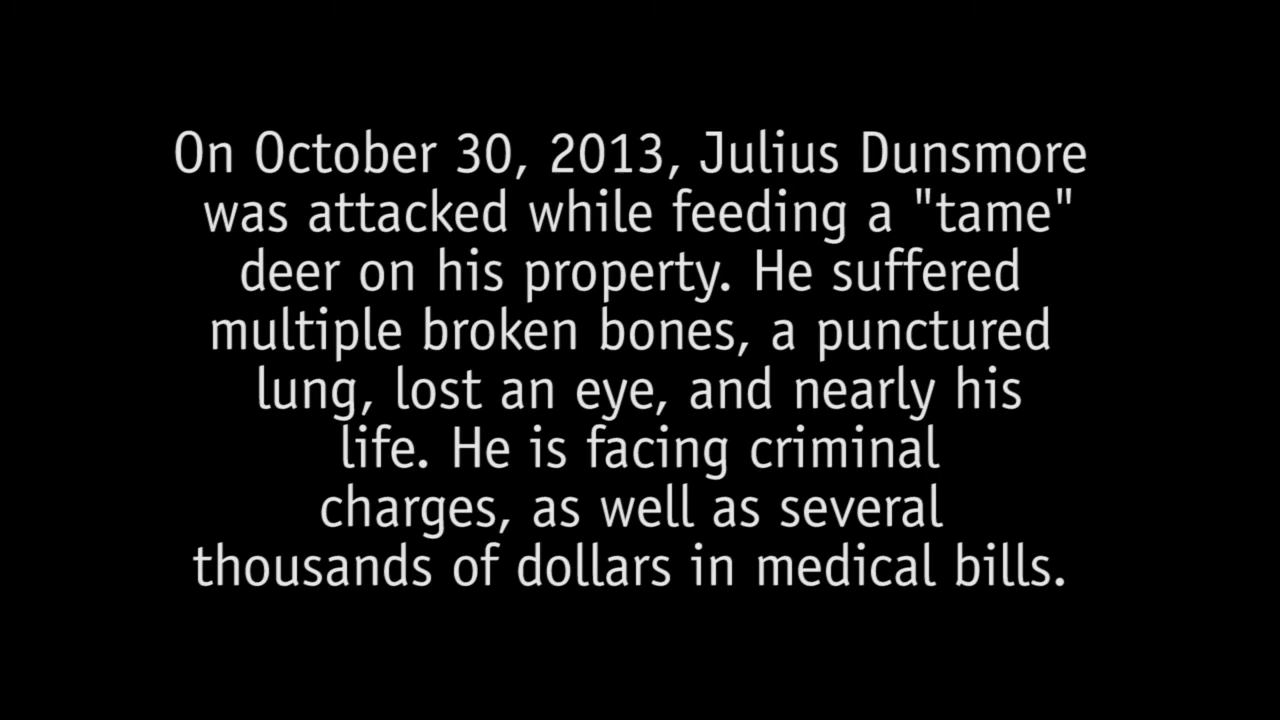 On October 30, 2013, Julius Dunsmore
was attacked while feeding a "tame"
deer on his property. He suffered
multiple broken bones, a punctured
lung, lost an eye, and nearly his
life. He is facing criminal
charges, as well as several
thousands of dollars in medical bills.